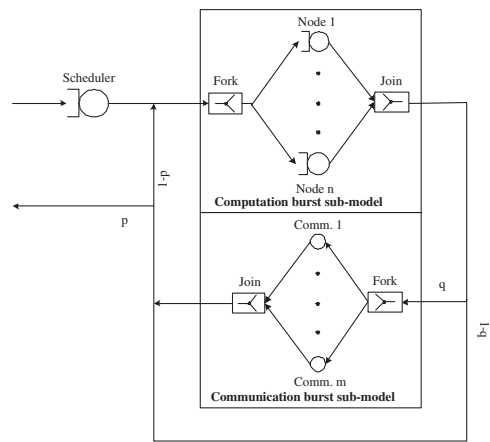 Node 1
Scheduler
Fork
Join
1-p
Node n
Computation burst sub-model
p
Comm. 1
Join
Fork
q
1-q
Comm. m
Communication burst sub-model